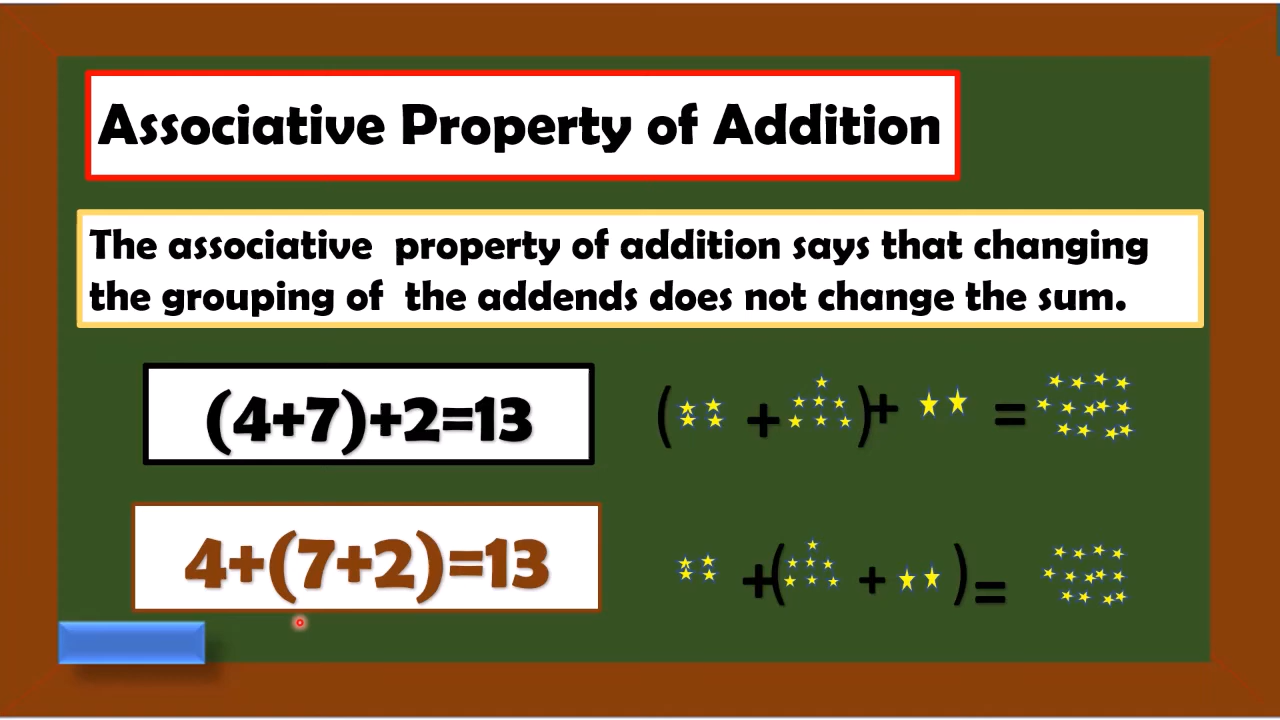 Associative Property of Addition
The associative property of addition says that changing
the grouping of the addends does not change the sum.
(4+7)+2=13
( + )+ =
4+(7+2)=13
+( + ) =